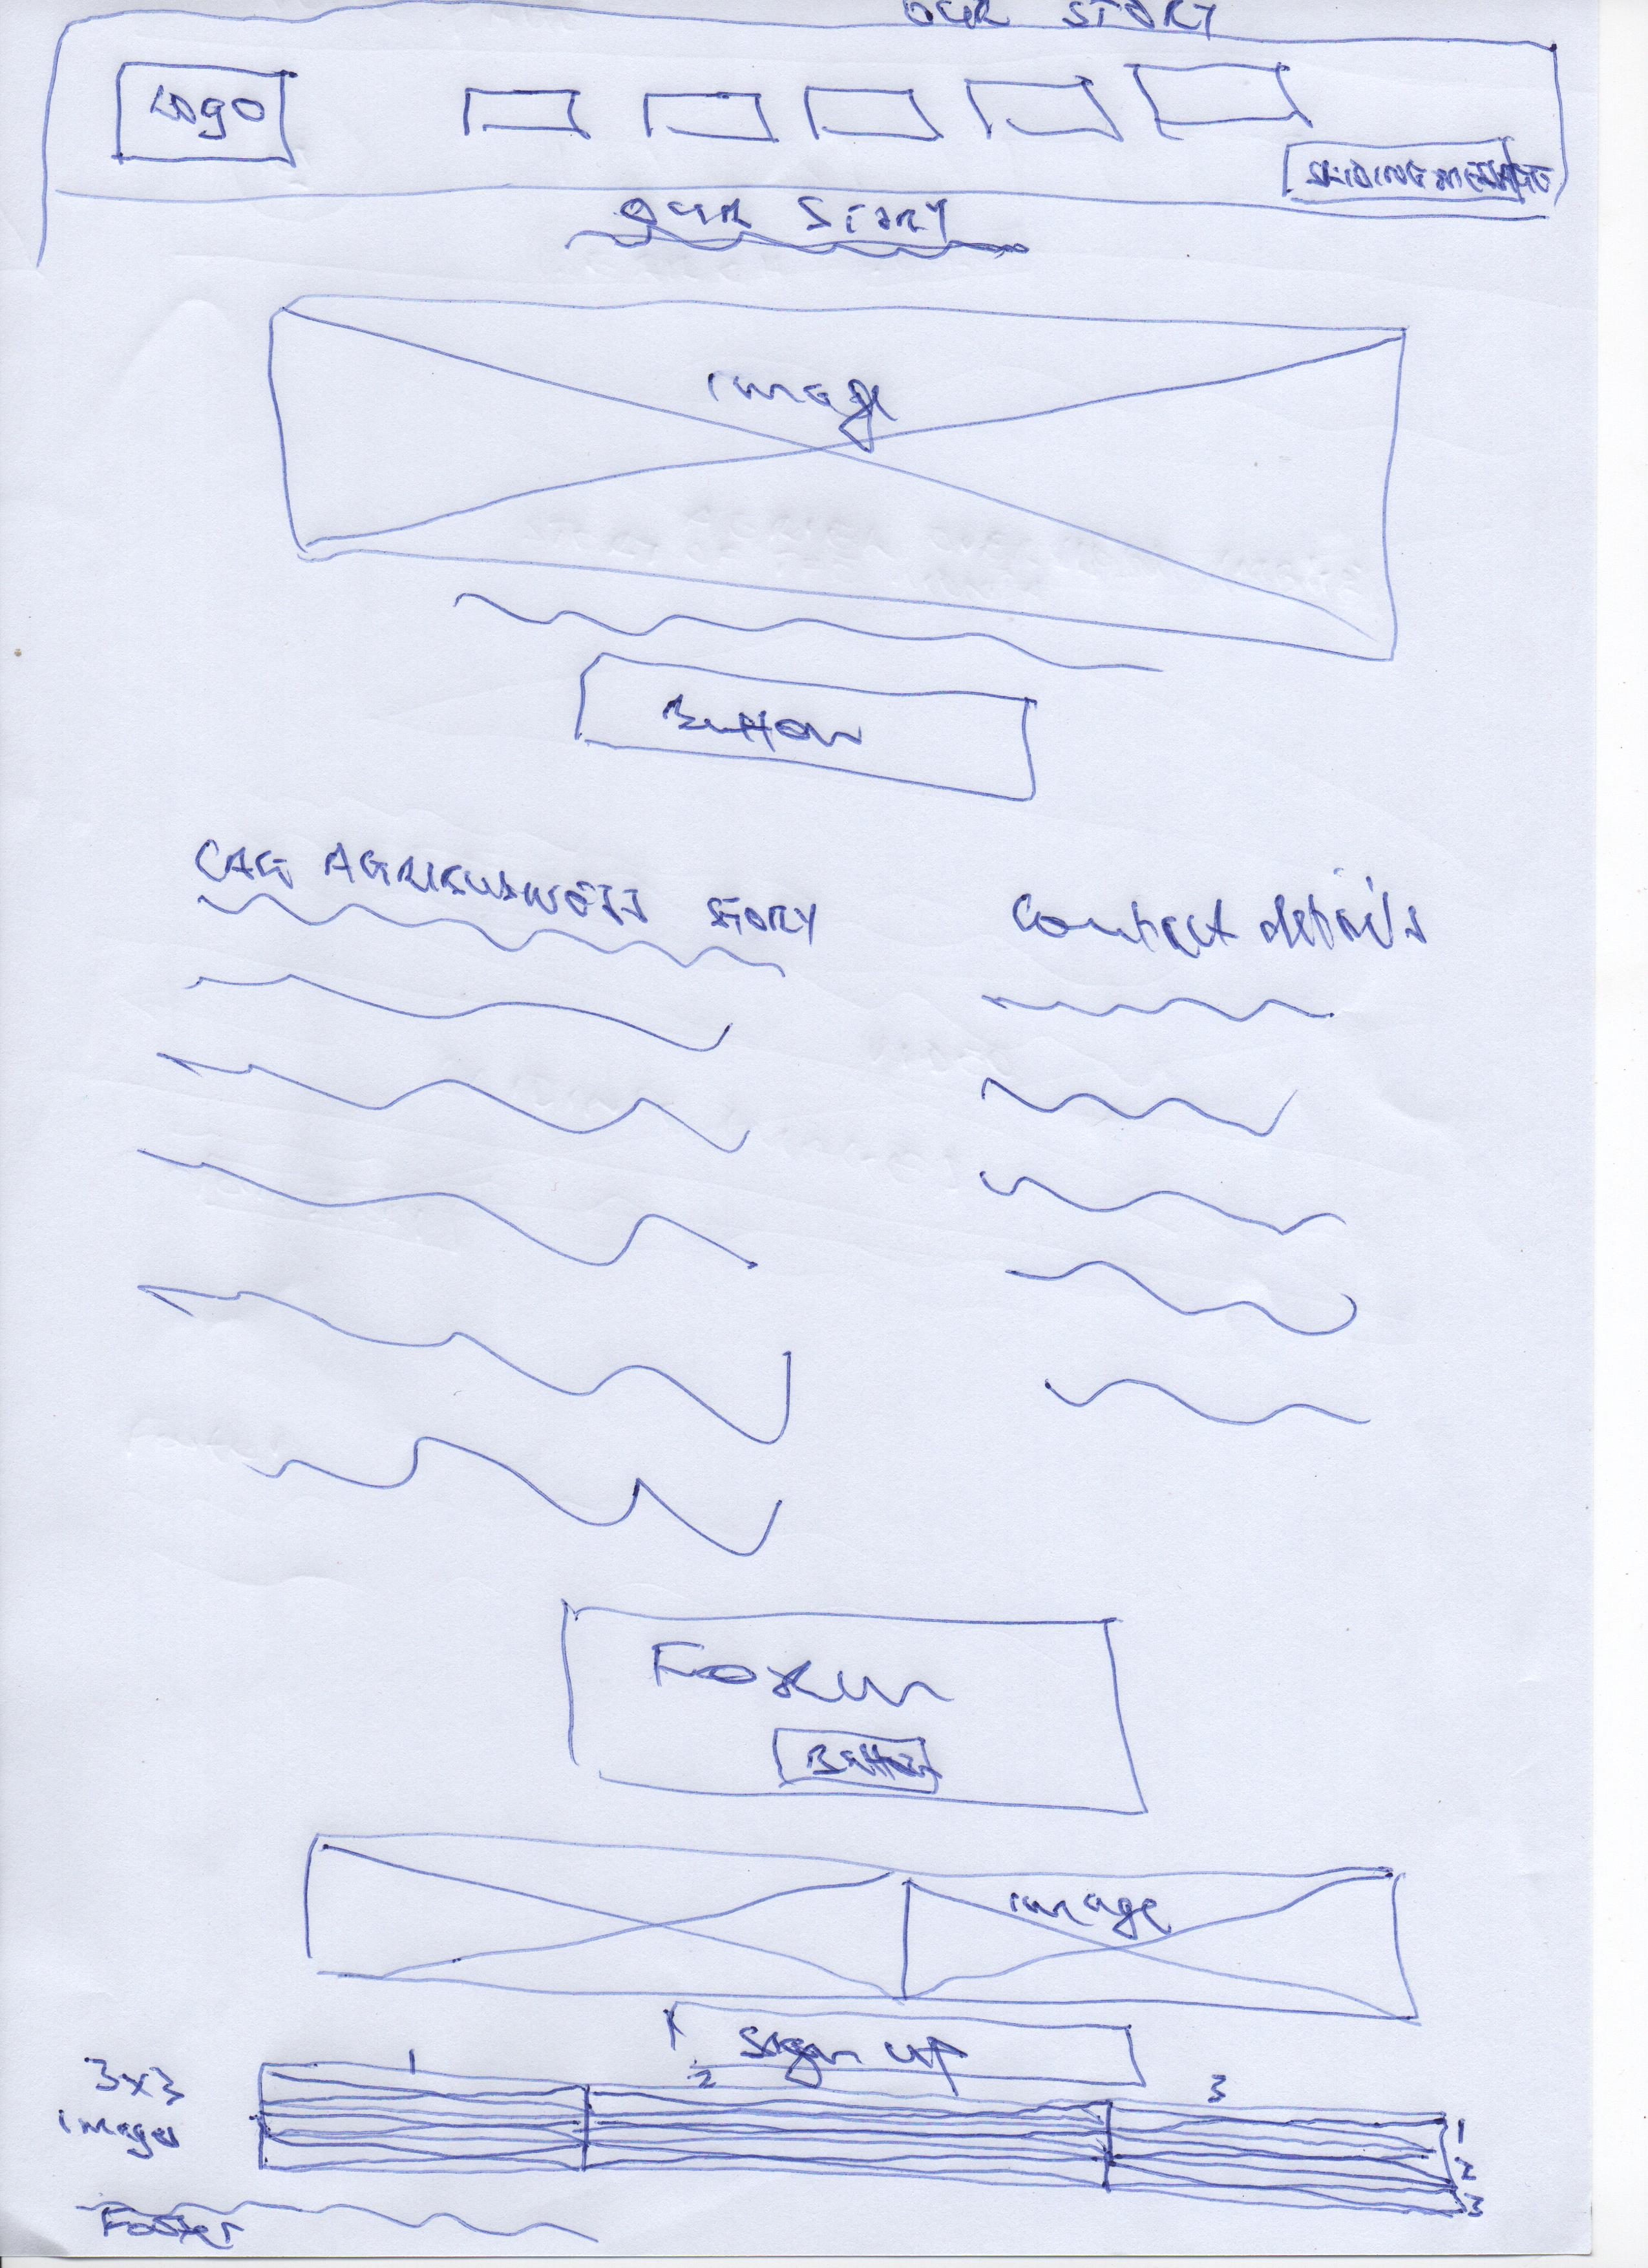 OUR STORY
Logo
SLIDING MESSAGE
OUR STORY
image
Button
CAG AGRIBUSINESS STORY
Contact details
Form
Button
image
Sign up
3x3
images
1
2
3
1
2
3
Footer